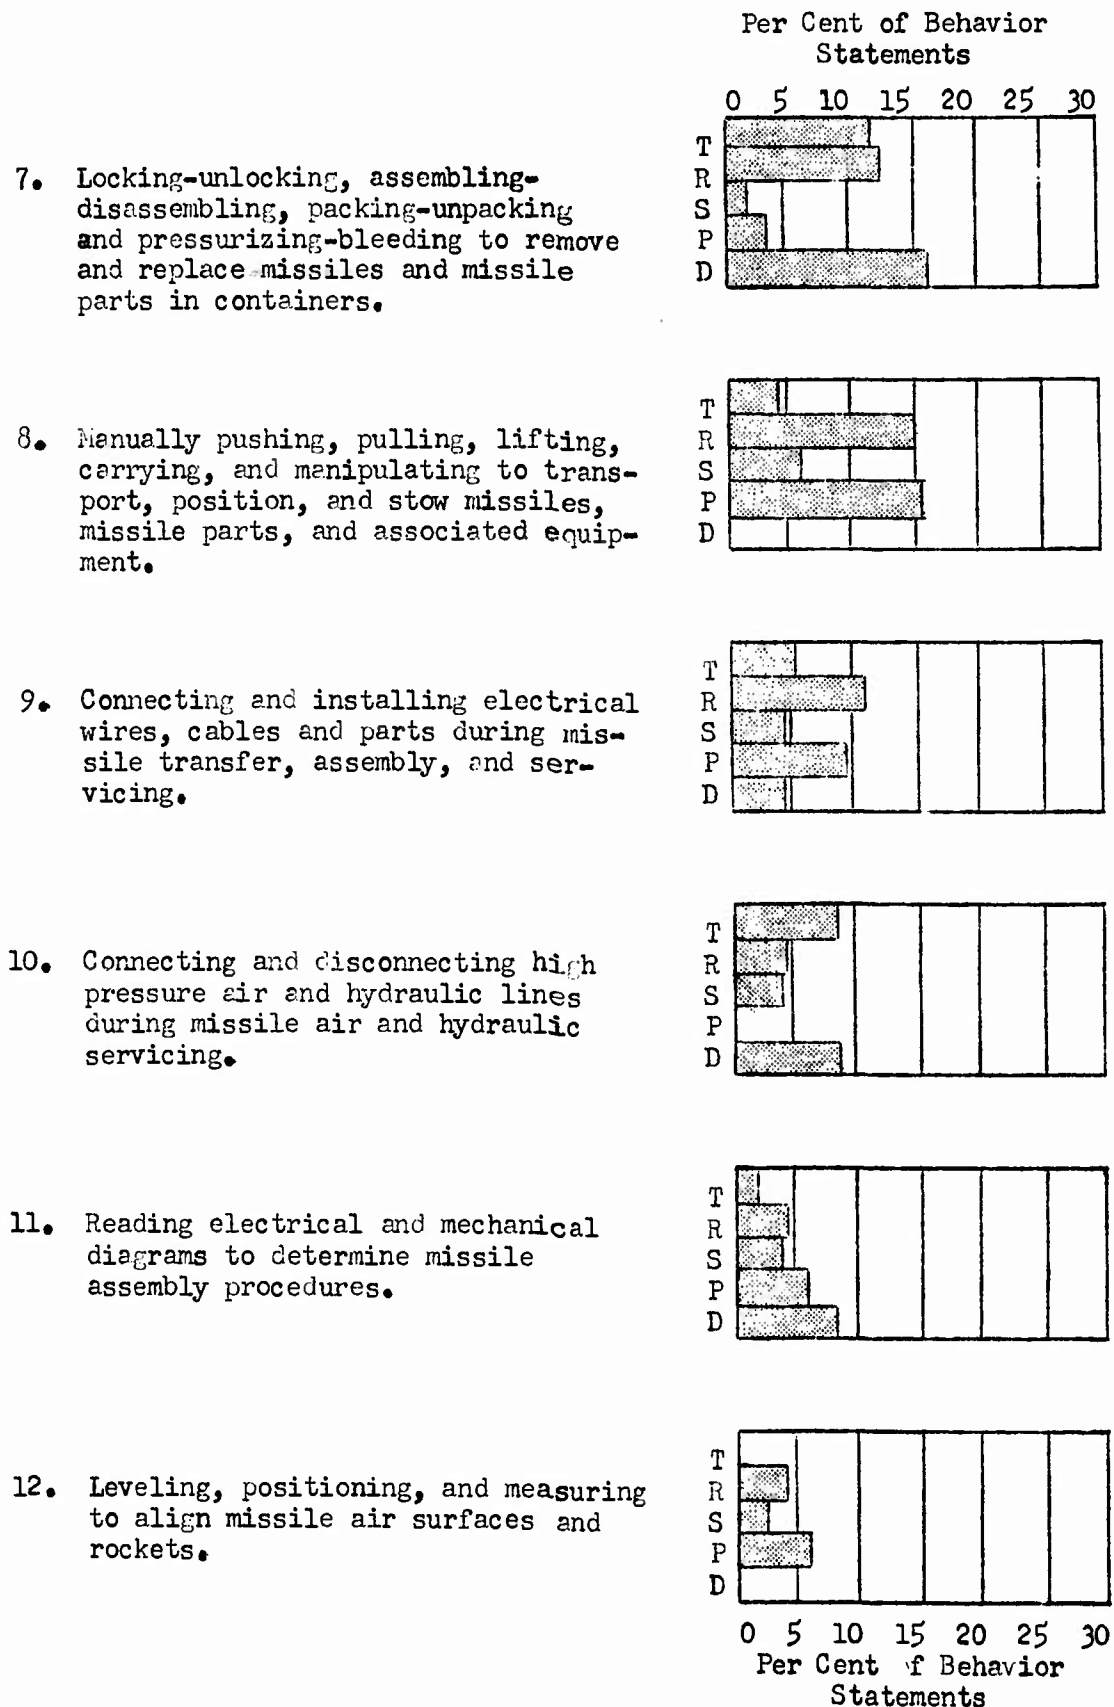 Per Cent of Behavior
Statements
0 5 10 15 20 25 30
7. Locking-unlocking, assembling-
disassembling, packing-unpacking
and pressurizing-bleeding to remove
and replace missiles and missile
parts in containers.
T
R
S
P
D
8. Manually pushing, pulling, lifting,
carrying, and manipulating to trans-
port, position, and stow missiles,
missile parts, and associated equip-
ment.
T
R
S
P
D
9. Connecting and installing electrical
wires, cables and parts during mis-
sile transfer, assembly, and ser-
vicing.
T
R
S
P
D
10. Connecting and disconnecting high
pressure air and hydraulic lines
during missile air and hydraulic
servicing.
T
R
S
P
D
11. Reading electrical and mechanical
diagrams to determine missile
assembly procedures.
T
R
S
P
D
12. Leveling, positioning, and measuring
to align missile air surfaces and
rockets.
T
R
S
P
D
0 5 10 15 20 25 30
Per Cent of Behavior
Statements